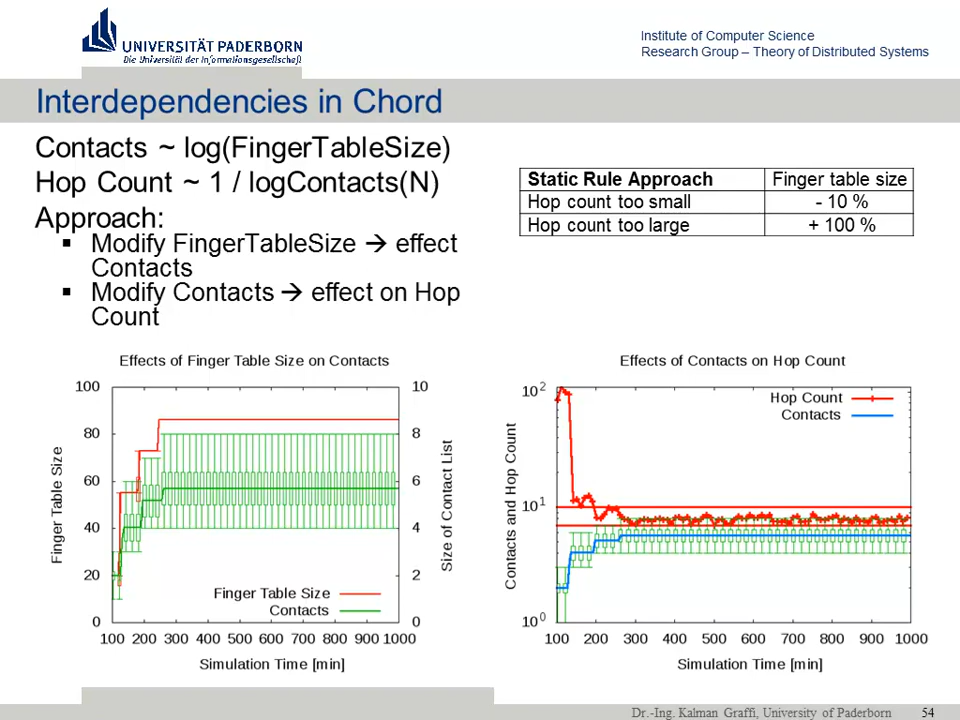 UNIVERSITÄT PADERBORN
Die Universität der Informationsgesellschaft
Institute of Computer Science
Research Group – Theory of Distributed Systems
Interdependencies in Chord
Contacts ~ log(FingerTableSize)
Hop Count ~ 1 / logContacts(N)
Approach:
▪ Modify FingerTableSize → effect
Contacts
▪ Modify Contacts → effect on Hop
Count
Static Rule Approach Finger table size
Hop count too small - 10 %
Hop count too large + 100 %
Effects of Finger Table Size on Contacts
Finger Table Size
100
80
60
40
20
0
10
8
6
4
2
0
Size of Contact List
Finger Table Size
Contacts
100 200 300 400 500 600 700 800 900 1000
Simulation Time [min]
Effects of Contacts on Hop Count
Contacts and Hop Count
10²
10¹
10⁰
Hop Count
Contacts
100 200 300 400 500 600 700 800 900 1000
Simulation Time [min]
Dr.-Ing. Kalman Graffi, University of Paderborn 54